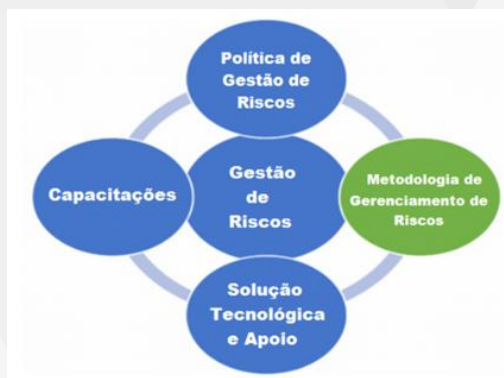 Política de
Gestão de
Riscos
Capacitações
Gestão
de
Riscos
Metodologia de
Gerenciamento de
Riscos
Solução
Tecnológica
e Apoio